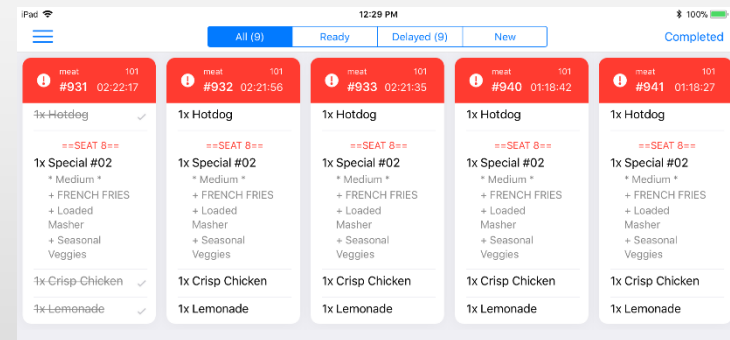 iPad 12:29 PM 100%
All (9) Ready Delayed (9) New Completed
meat 101
#931 02:22:17
1x Hotdog
==SEAT 8==
1x Special #02
* Medium *
+ FRENCH FRIES
+ Loaded
Masher
+ Seasonal
Veggies
1x Crisp Chicken
1x Lemonade
meat 101
#932 02:21:56
1x Hotdog
==SEAT 8==
1x Special #02
* Medium *
+ FRENCH FRIES
+ Loaded
Masher
+ Seasonal
Veggies
1x Crisp Chicken
1x Lemonade
meat 101
#933 02:21:35
1x Hotdog
==SEAT 8==
1x Special #02
* Medium *
+ FRENCH FRIES
+ Loaded
Masher
+ Seasonal
Veggies
1x Crisp Chicken
1x Lemonade
meat 101
#940 01:18:42
1x Hotdog
==SEAT 8==
1x Special #02
* Medium *
+ FRENCH FRIES
+ Loaded
Masher
+ Seasonal
Veggies
1x Crisp Chicken
1x Lemonade
meat 101
#941 01:18:27
1x Hotdog
==SEAT 8==
1x Special #02
* Medium *
+ FRENCH FRIES
+ Loaded
Masher
+ Seasonal
Veggies
1x Crisp Chicken
1x Lemonade